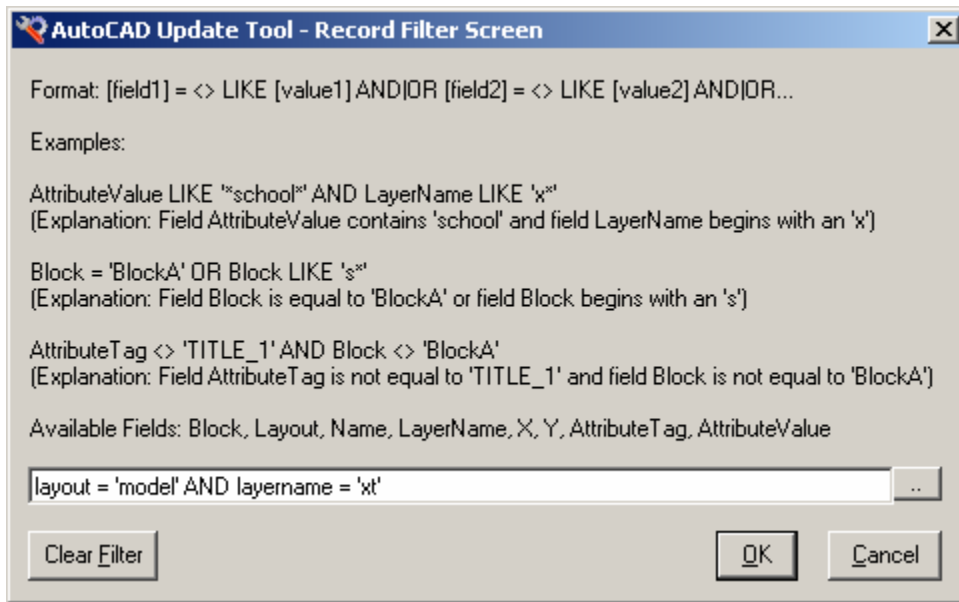 AutoCAD Update Tool - Record Filter Screen
Format: [field1] = <> LIKE [value1] AND|OR [field2] = <> LIKE [value2] AND|OR...
Examples:
AttributeValue LIKE '*school*' AND LayerName LIKE 'x*'
(Explanation: Field AttributeValue contains 'school' and field LayerName begins with an 'x')
Block = 'BlockA' OR Block LIKE 's*'
(Explanation: Field Block is equal to 'BlockA' or field Block begins with an 's')
AttributeTag <> 'TITLE_1' AND Block <> 'BlockA'
(Explanation: Field AttributeTag is not equal to 'TITLE_1' and field Block is not equal to 'BlockA')
Available Fields: Block, Layout, Name, LayerName, X, Y, AttributeTag, AttributeValue
layout = 'model' AND layername = 'xt' ..
Clear Filter OK Cancel